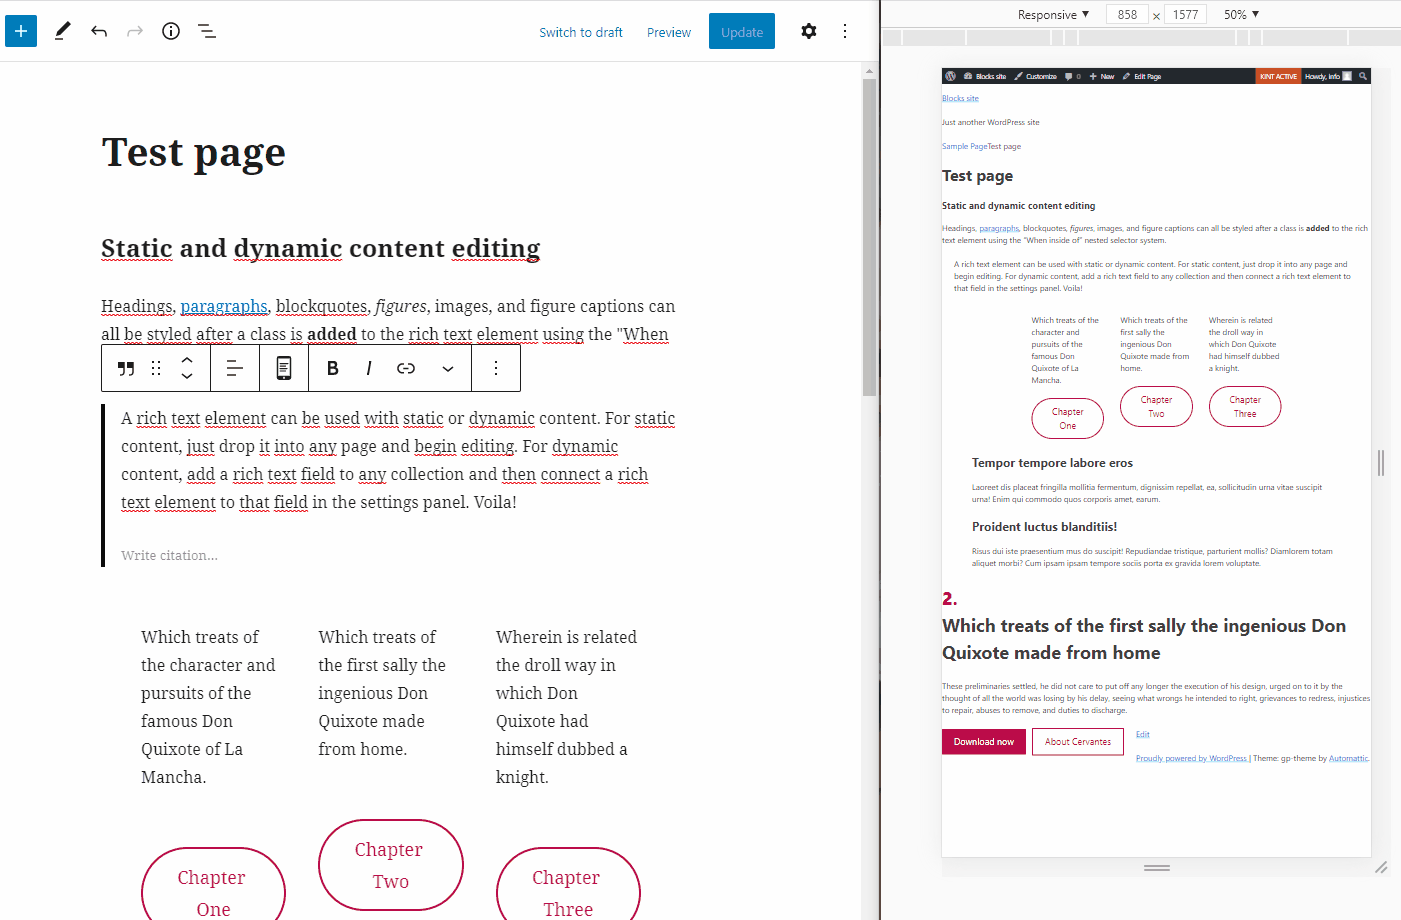 Switch to draft
Preview
Update
Test page
Static and dynamic content editing
Headings, paragraphs, blockquotes, figures, images, and figure captions can
all be styled after a class is added to the rich text element using the "When
B
I
A rich text element can be used with static or dynamic content. For static
content, just drop it into any page and begin editing. For dynamic
content, add a rich text field to any collection and then connect a rich
text element to that field in the settings panel. Voila!
Write citation...
Which treats of
the character and
pursuits of the
famous Don
Quixote of La
Mancha.
Chapter
One
Which treats of
the first sally the
ingenious Don
Quixote made
from home.
Chapter
Two
Wherein is related
the droll way in
which Don
Quixote had
himself dubbed a
knight.
Chapter
Three
Responsive ▼ 858 x 1577 50% ▼
Blocks site Customize 0 New Edit Page KINT ACTIVE Howdy, info
Blocks site
Just another WordPress site
Sample PageTest page
Test page
Static and dynamic content editing
Headings, paragraphs, blockquotes, figures, images, and figure captions can all be styled after a class is added to the rich
text element using the "When inside of" nested selector system.
A rich text element can be used with static or dynamic content. For static content, just drop it into any page and
begin editing. For dynamic content, add a rich text field to any collection and then connect a rich text element to
that field in the settings panel. Voila!
Which treats of the
character and
pursuits of the
famous Don
Quixote of La
Mancha.
Chapter
One
Which treats of the
first sally the
ingenious Don
Quixote made from
home.
Chapter
Two
Wherein is related
the droll way in
which Don Quixote
had himself dubbed
a knight.
Chapter
Three
Tempor tempore labore eros
Laoreet dis placeat fringilla mollitia fermentum, dignissim repellat, ea, sollicitudin urna vitae suscipit
urna! Enim qui commodo quos corporis amet, earum.
Proident luctus blanditiis!
Risus dui iste praesentium mus do suscipit! Repudiandae tristique, parturient mollis? Diamlorem totam
aliquet morbi? Cum ipsam ipsam tempore sociis porta ex gravida lorem voluptate.
2.
Which treats of the first sally the ingenious Don
Quixote made from home
These preliminaries settled, he did not care to put off any longer the execution of his design, urged on to it by the
thought of all the world was losing by his delay, seeing what wrongs he intended to right, grievances to redress, injustices
to repair, abuses to remove, and duties to discharge.
Download now
About Cervantes
Edit
Proudly powered by WordPress | Theme: gp-theme by Automattic.